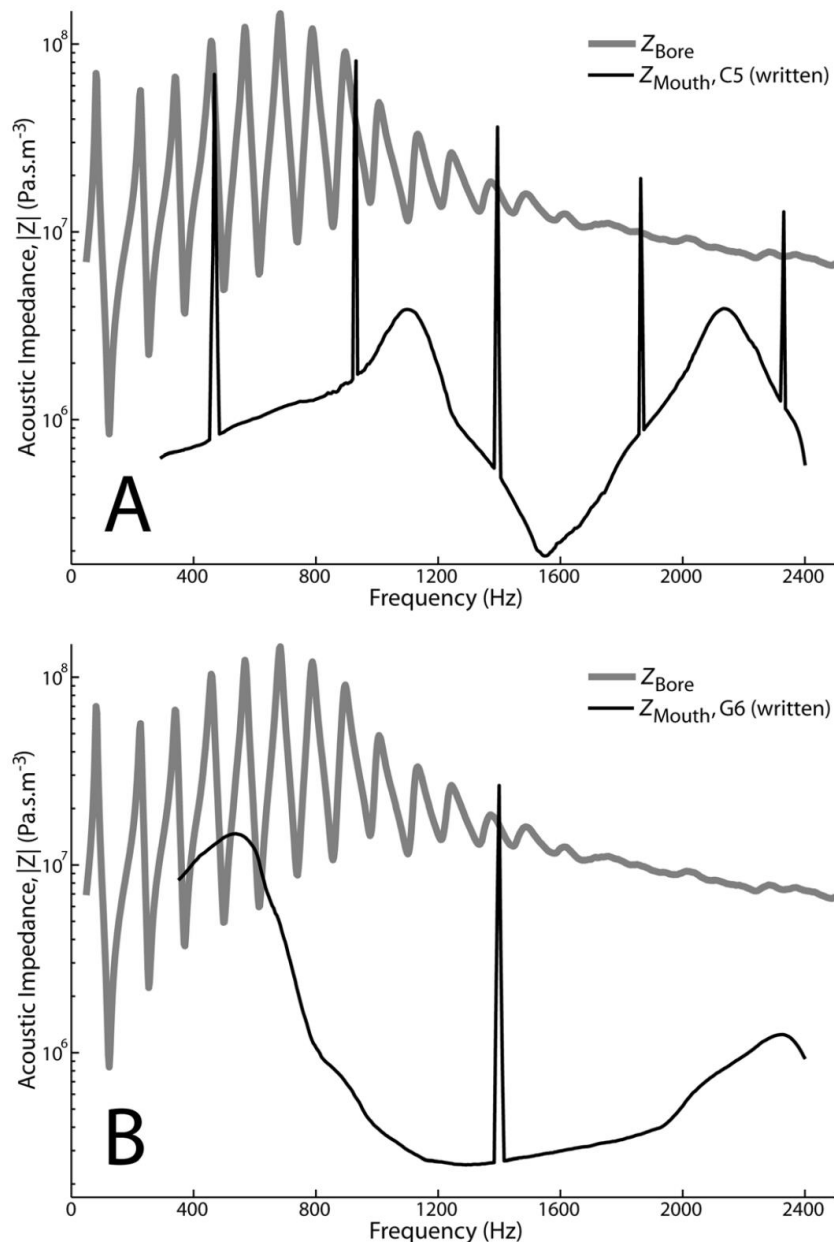 10⁸
Z_Bore
Z_Mouth, C5 (written)
Acoustic Impedance, |Z| (Pa.s.m⁻³)
10⁷
10⁶
A
0 400 800 1200 1600 2000 2400
Frequency (Hz)
10⁸
Z_Bore
Z_Mouth, G6 (written)
Acoustic Impedance, |Z| (Pa.s.m⁻³)
10⁷
10⁶
B
0 400 800 1200 1600 2000 2400
Frequency (Hz)